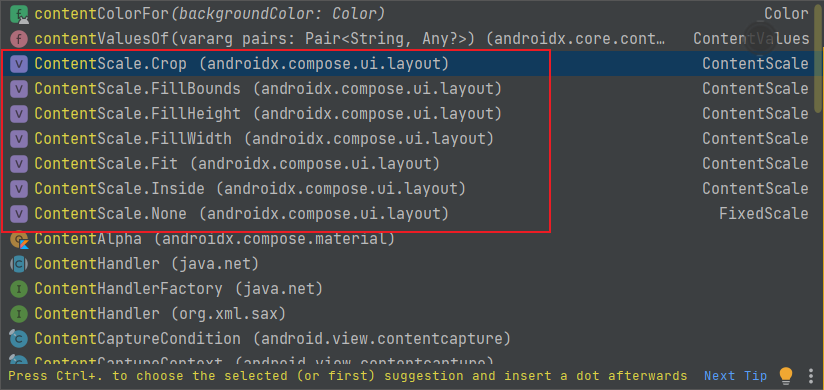 contentColorFor(backgroundColor: Color) Color
contentValuesOf(vararg pairs: Pair<String, Any?>) (androidx.core.cont… ContentValues
ContentScale.Crop (androidx.compose.ui.layout) ContentScale
ContentScale.FillBounds (androidx.compose.ui.layout) ContentScale
ContentScale.FillHeight (androidx.compose.ui.layout) ContentScale
ContentScale.FillWidth (androidx.compose.ui.layout) ContentScale
ContentScale.Fit (androidx.compose.ui.layout) ContentScale
ContentScale.Inside (androidx.compose.ui.layout) ContentScale
ContentScale.None (androidx.compose.ui.layout) FixedScale
ContentAlpha (androidx.compose.material)
ContentHandler (java.net)
ContentHandlerFactory (java.net)
ContentHandler (org.xml.sax)
ContentCaptureCondition (android.view.contentcapture)
ContentCaptureContext (android.view.contentcapture)
Press Ctrl+. to choose the selected (or first) suggestion and insert a dot afterwards Next Tip